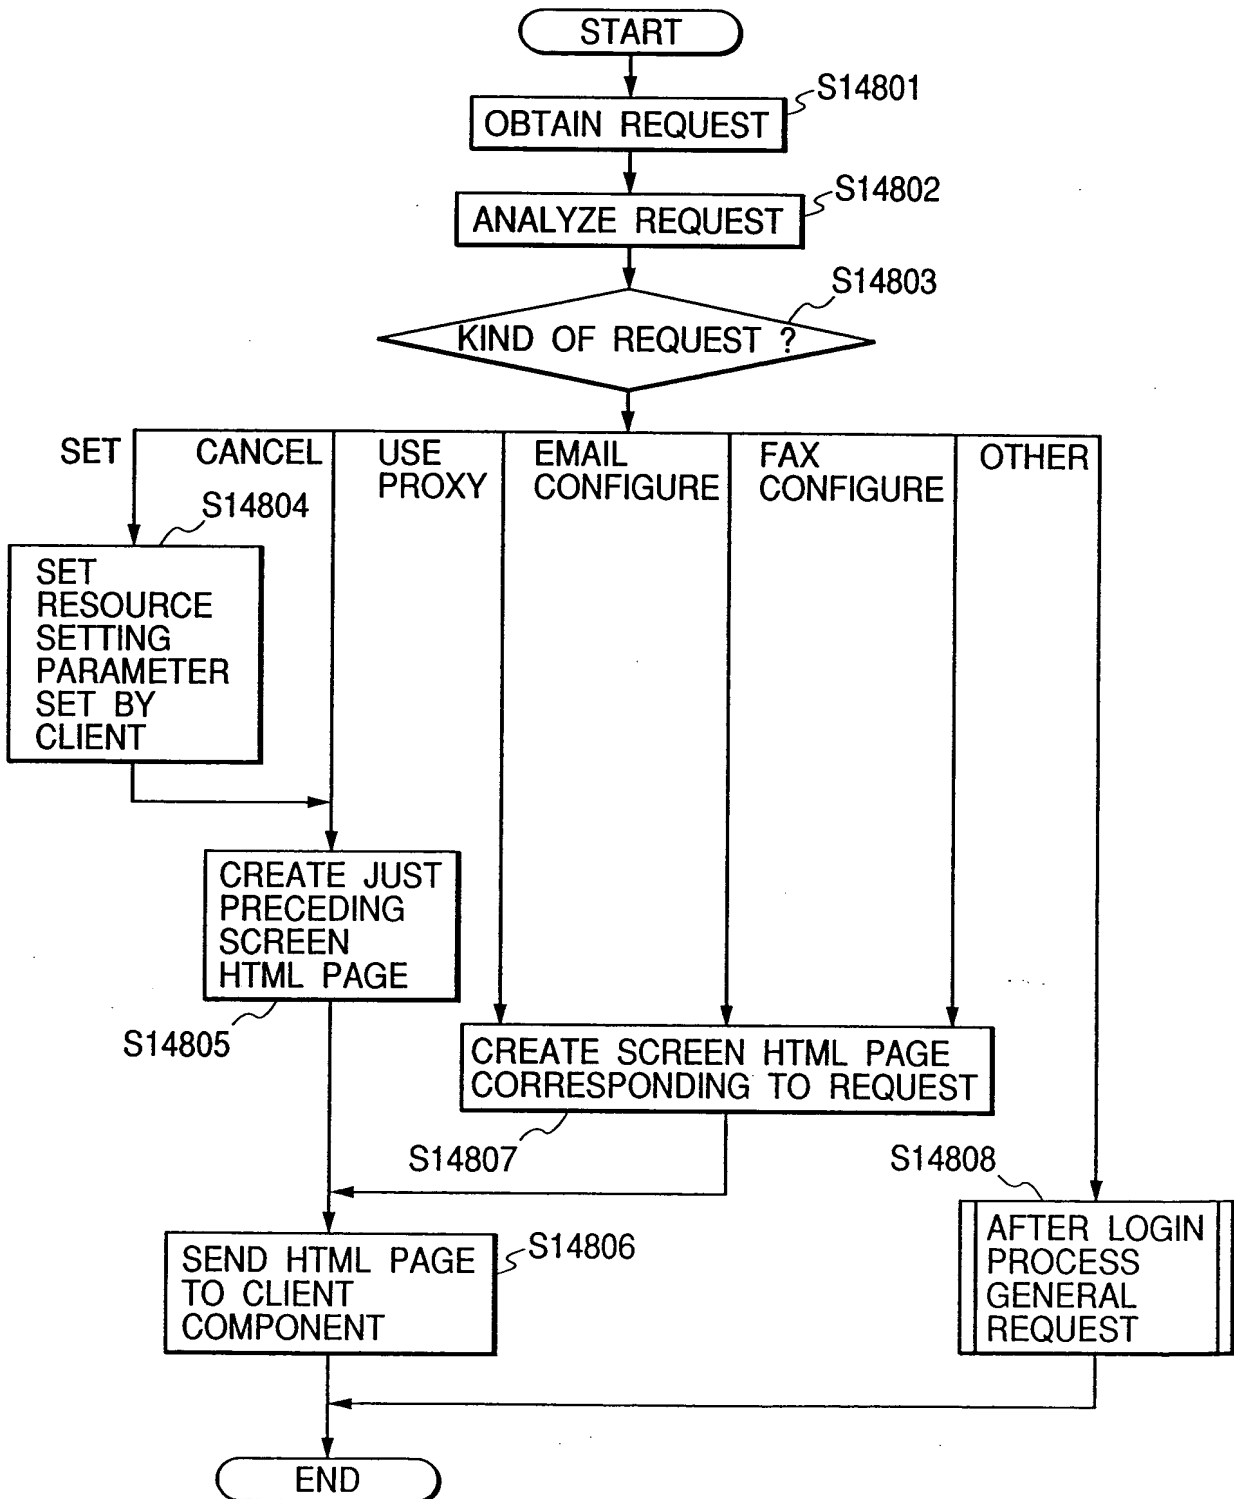 START
S14801
OBTAIN REQUEST
S14802
ANALYZE REQUEST
S14803
KIND OF REQUEST ?
SET
CANCEL
USE
PROXY
EMAIL
CONFIGURE
FAX
CONFIGURE
OTHER
S14804
SET
RESOURCE
SETTING
PARAMETER
SET BY
CLIENT
CREATE JUST
PRECEDING
SCREEN
HTML PAGE
S14805
CREATE SCREEN HTML PAGE
CORRESPONDING TO REQUEST
S14807
S14808
AFTER LOGIN
PROCESS
GENERAL
REQUEST
S14806
SEND HTML PAGE
TO CLIENT
COMPONENT
END